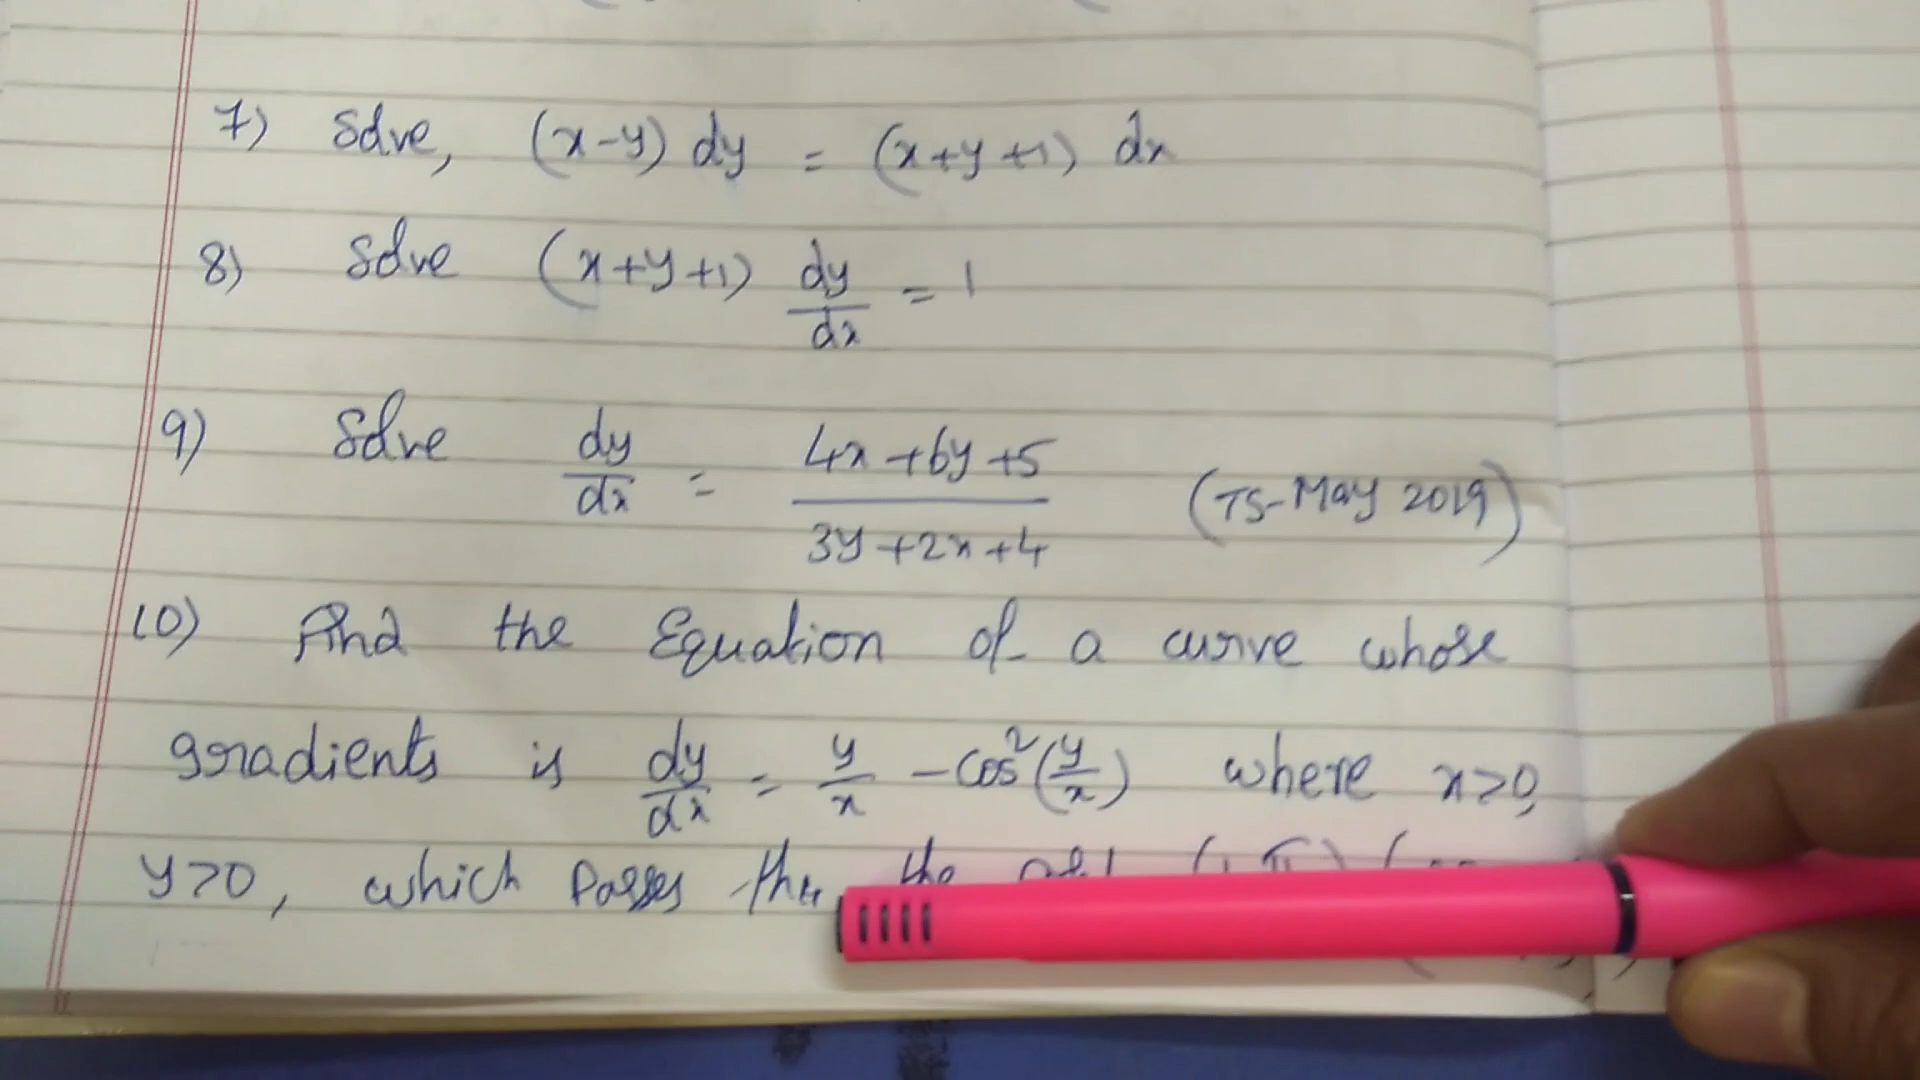 7) Solve, (x-y) dy = (x+y+1) dx
8) Solve (x+y+1) dy/dx = 1
9) Solve dy/dx = 4x+6y+5 / 3y+2x+4 (TS-May 2019)
10) Find the Equation of a curve whose
gradients is dy/dx = y/x - cos²(y/x) where x>0,
y>0, which passes thr the